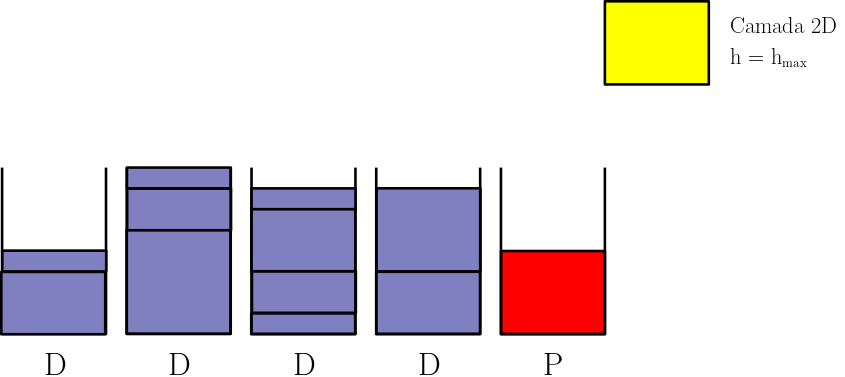 Camada 2D
h = hmax
D D D D P